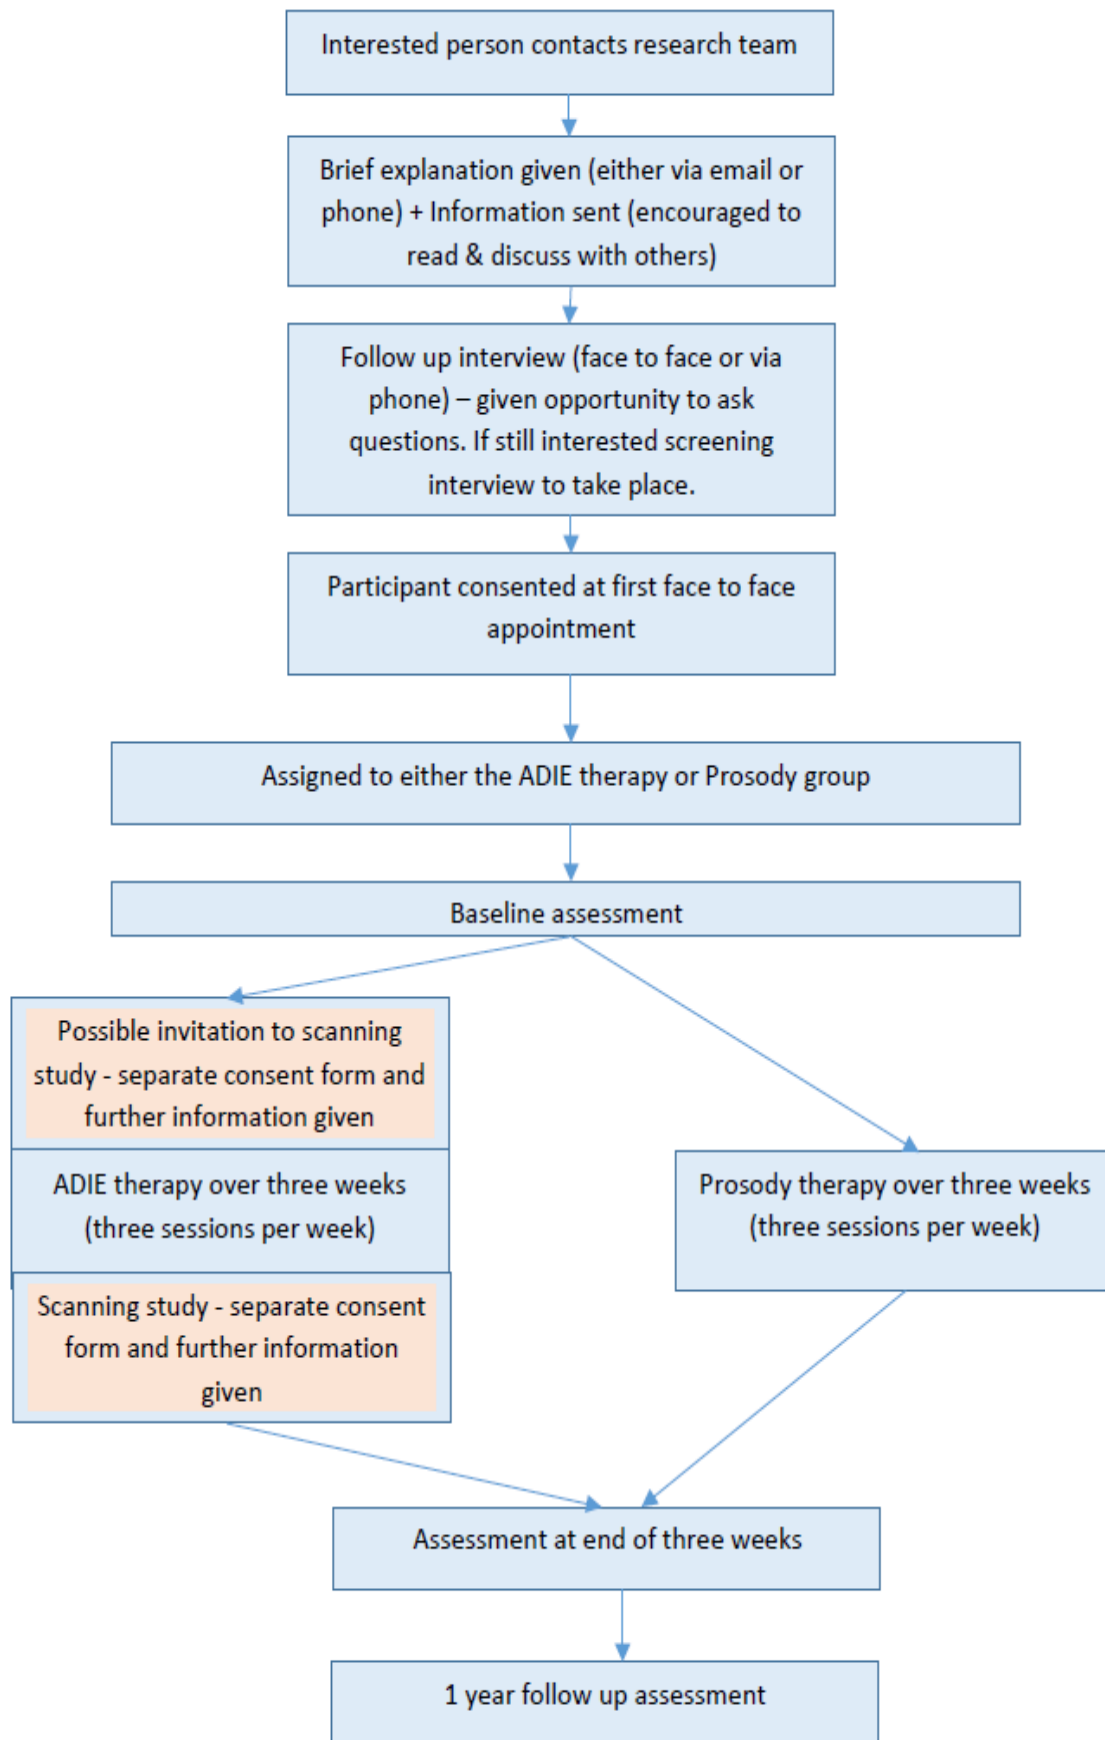 Interested person contacts research team
Brief explanation given (either via email or
phone) + Information sent (encouraged to
read & discuss with others)
Follow up interview (face to face or via
phone) – given opportunity to ask
questions. If still interested screening
interview to take place.
Participant consented at first face to face
appointment
Assigned to either the ADIE therapy or Prosody group
Baseline assessment
Possible invitation to scanning
study - separate consent form and
further information given
ADIE therapy over three weeks
(three sessions per week)
Scanning study - separate consent
form and further information
given
Prosody therapy over three weeks
(three sessions per week)
Assessment at end of three weeks
1 year follow up assessment